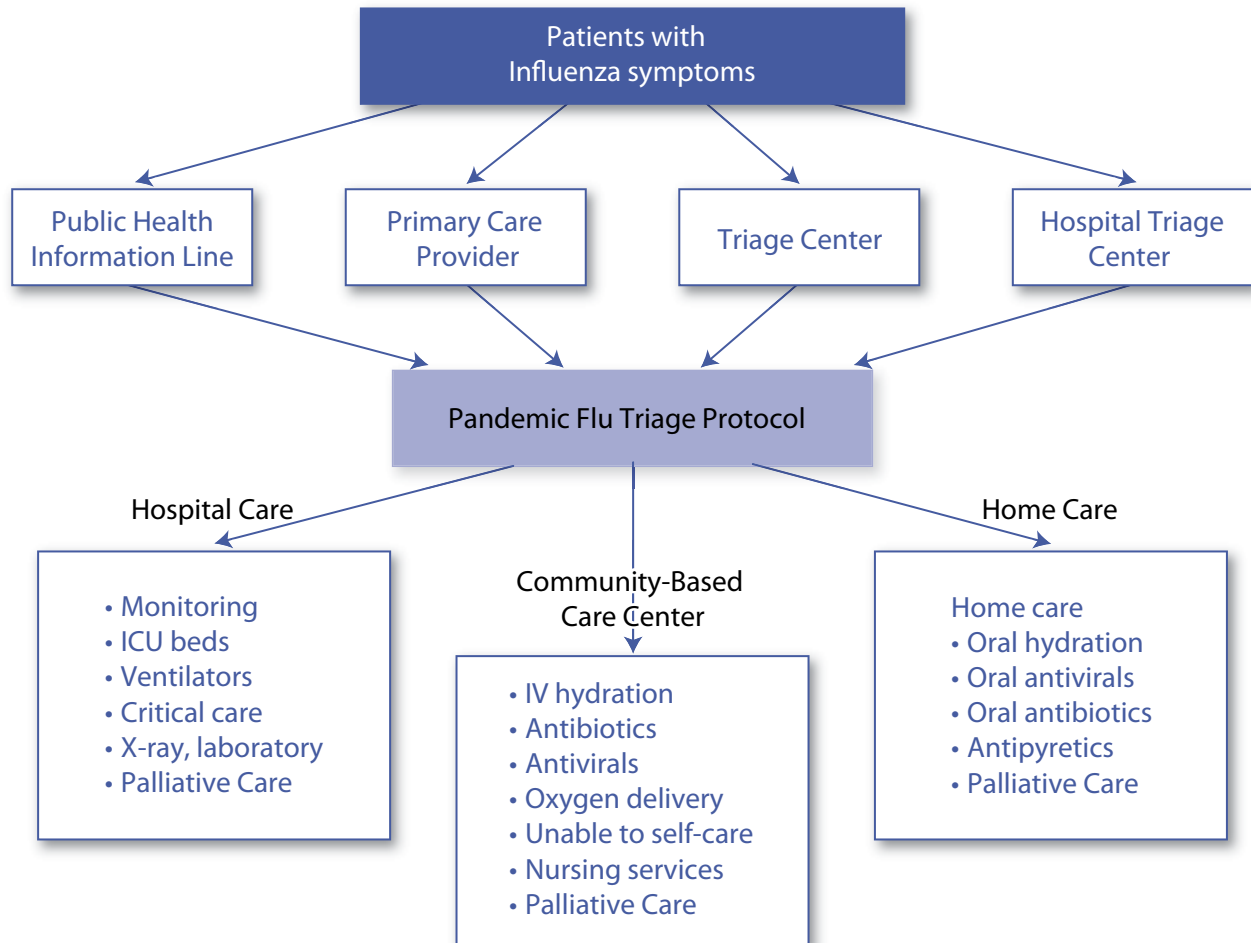 Patients with
Influenza symptoms
Public Health
Information Line
Primary Care
Provider
Triage Center
Hospital Triage
Center
Pandemic Flu Triage Protocol
Hospital Care
• Monitoring
• ICU beds
• Ventilators
• Critical care
• X-ray, laboratory
• Palliative Care
Community-Based
Care Center
• IV hydration
• Antibiotics
• Antivirals
• Oxygen delivery
• Unable to self-care
• Nursing services
• Palliative Care
Home Care
Home care
• Oral hydration
• Oral antivirals
• Oral antibiotics
• Antipyretics
• Palliative Care